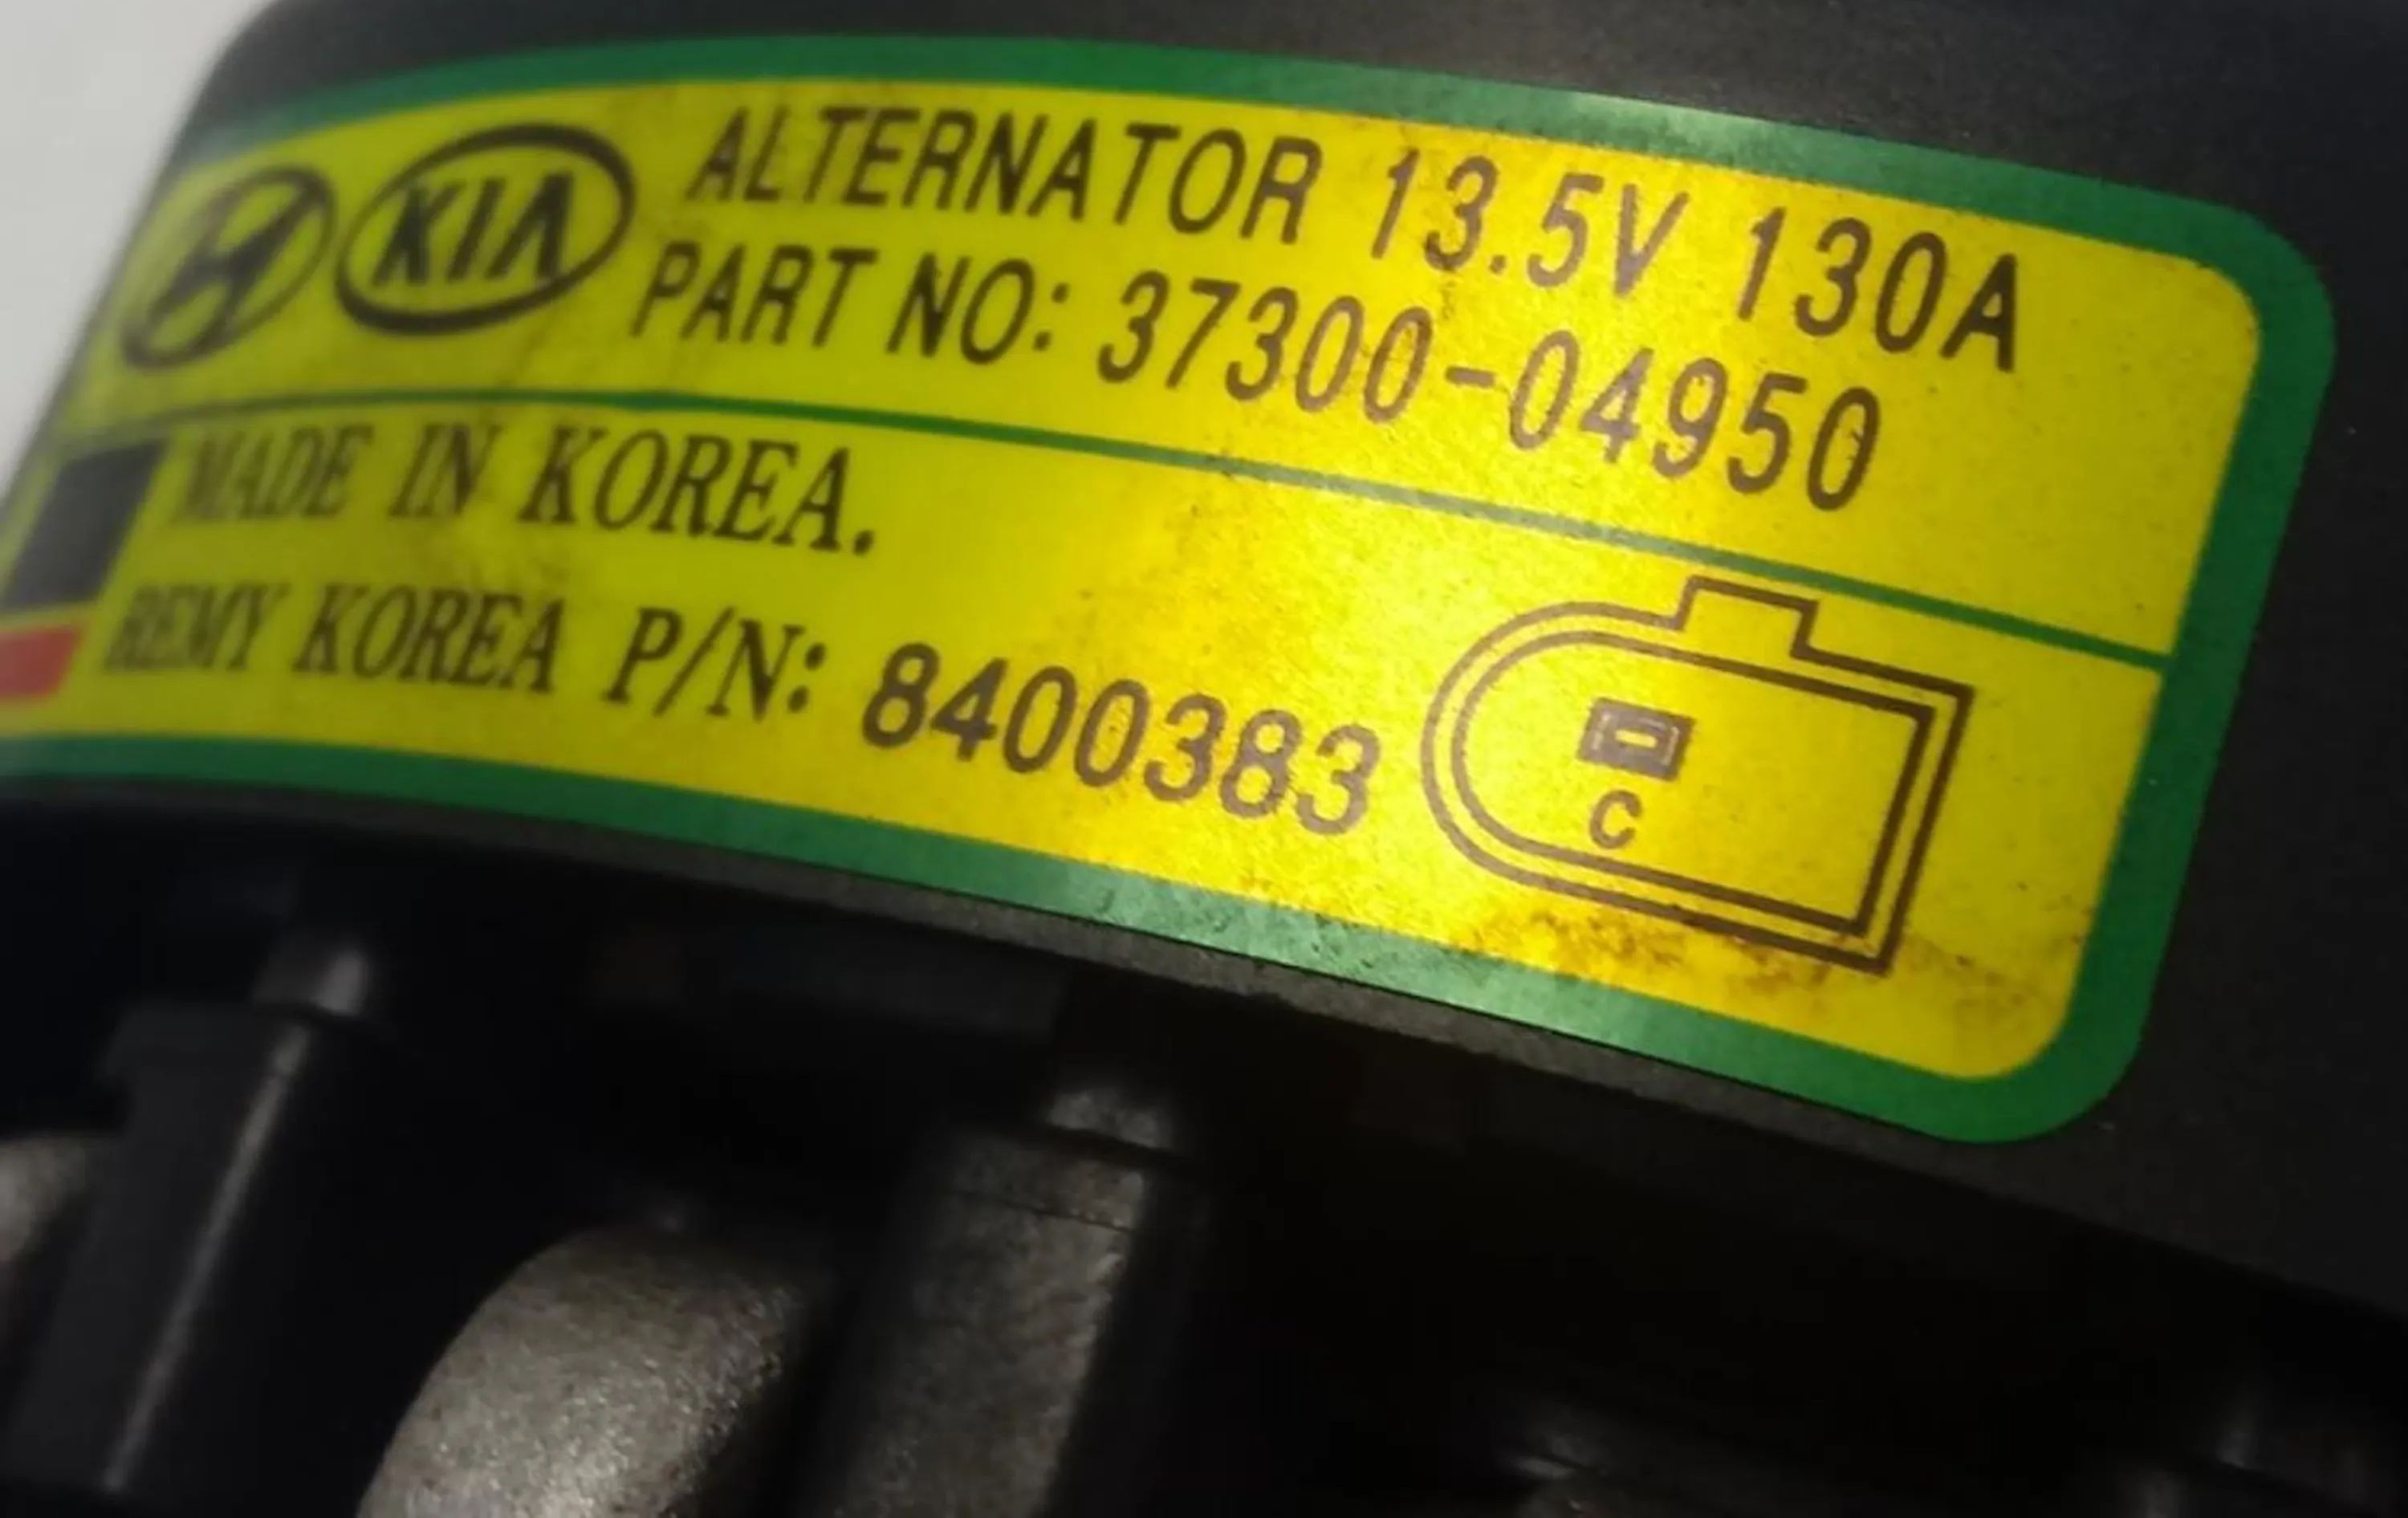 KIA ALTERNATOR 13.5V 130A
PART NO: 37300-04950
MADE IN KOREA.
REMY KOREA P/N: 8400383
C